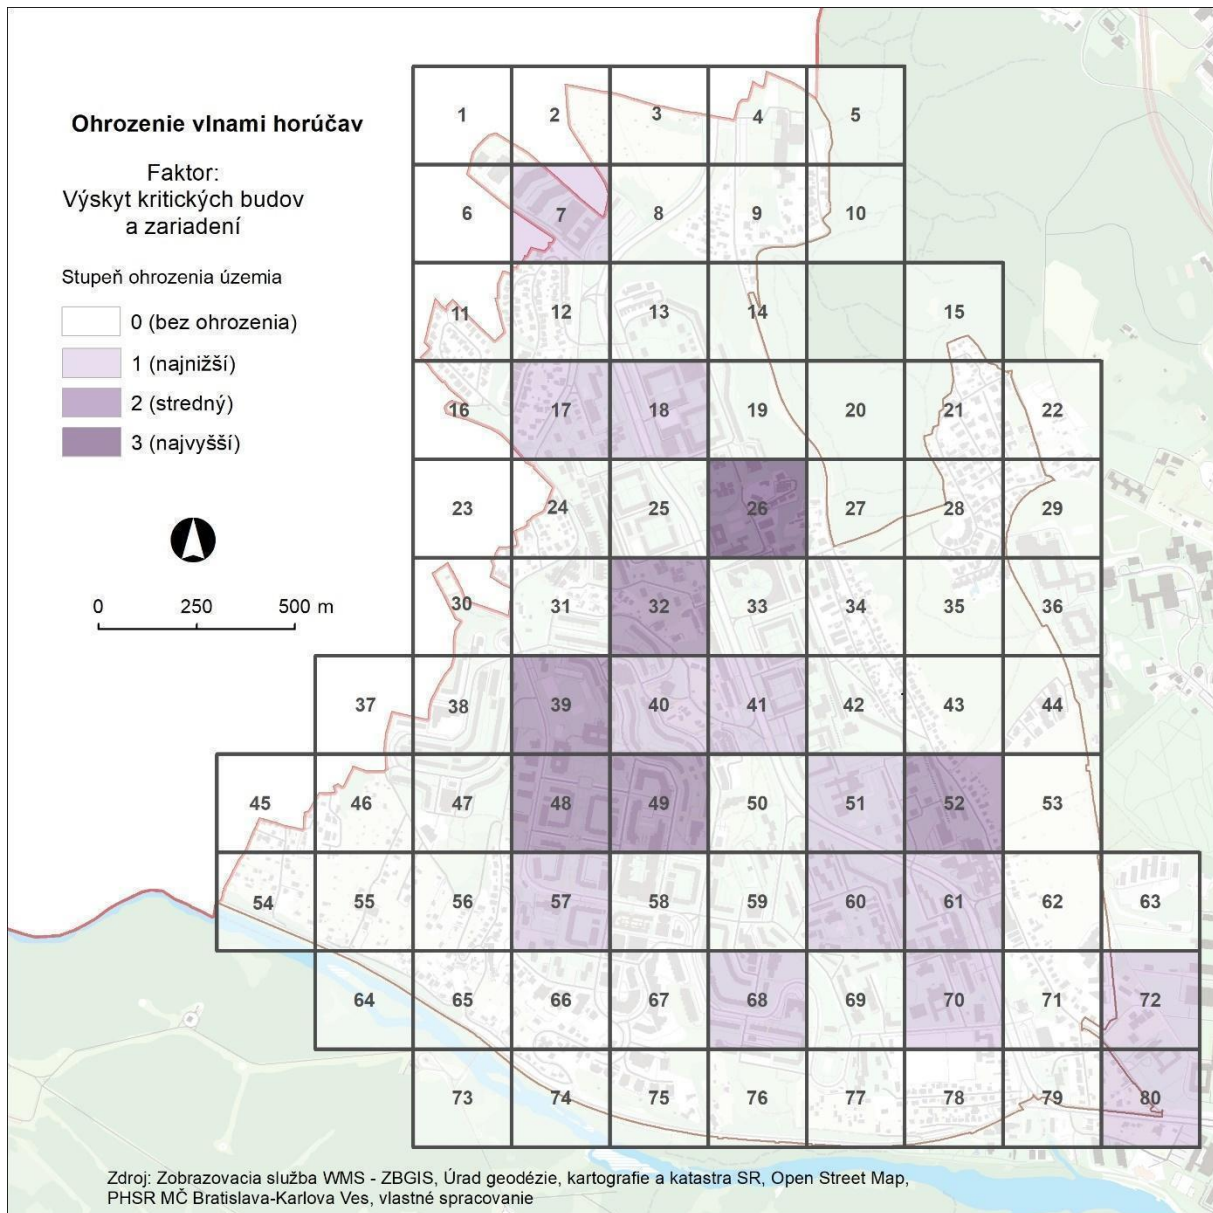 Ohrozenie vlnami horúčav
Faktor:
Výskyt kritických budov
a zariadení
Stupeň ohrozenia územia
0 (bez ohrozenia)
1 (najnižší)
2 (stredný)
3 (najvyšší)
0 250 500 m
1 2 3 4 5
6 7 8 9 10
11 12 13 14 15
16 17 18 19 20 21 22
23 24 25 26 27 28 29
30 31 32 33 34 35 36
37 38 39 40 41 42 43 44
45 46 47 48 49 50 51 52 53
54 55 56 57 58 59 60 61 62 63
64 65 66 67 68 69 70 71 72
73 74 75 76 77 78 79 80
Zdroj: Zobrazovacia služba WMS - ZBGIS, Úrad geodézie, kartografie a katastra SR, Open Street Map,
PHSR MČ Bratislava-Karlova Ves, vlastné spracovanie